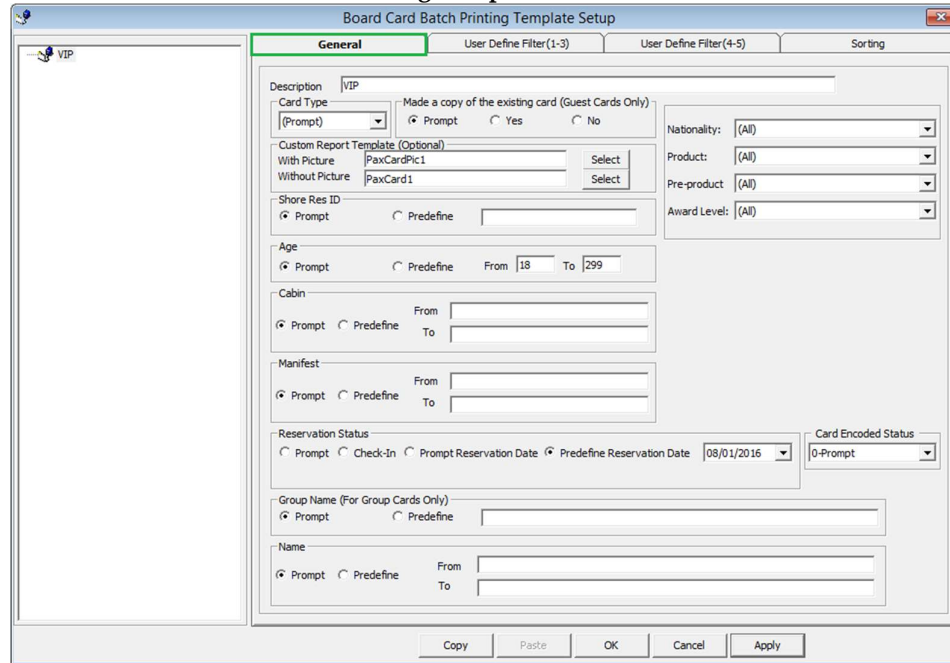 Board Card Batch Printing Template Setup
VIP
General User Define Filter(1-3) User Define Filter(4-5) Sorting
Description VIP
Card Type Made a copy of the existing card (Guest Cards Only)
(Prompt) Prompt Yes No
Nationality: (All)
Custom Report Template (Optional)
With Picture PaxCardPic1 Select
Product: (All)
Without Picture PaxCard1 Select
Pre-product (All)
Shore Res ID
Prompt Predefine
Award Level: (All)
Age
Prompt Predefine From 18 To 299
Cabin
From
Prompt Predefine
To
Manifest
From
Prompt Predefine
To
Reservation Status Card Encoded Status
Prompt Check-In Prompt Reservation Date Predefine Reservation Date 08/01/2016 0-Prompt
Group Name (For Group Cards Only)
Prompt Predefine
Name
From
Prompt Predefine
To
Copy Paste OK Cancel Apply